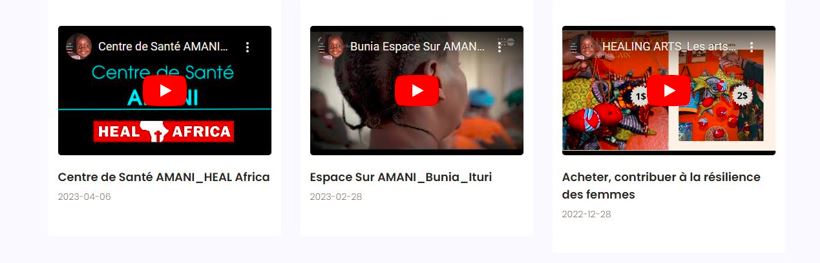 Centre de Santé AMANI...
Centre de Santé
HEAL AFRICA
Centre de Santé AMANI_HEAL Africa
2023-04-06
Bunia Espace Sur AMAN...
Espace Sur AMANI_Bunia_Ituri
2023-02-28
HEALING ARTS_Les arts...
1$
2$
Acheter, contribuer à la résilience
des femmes
2022-12-28